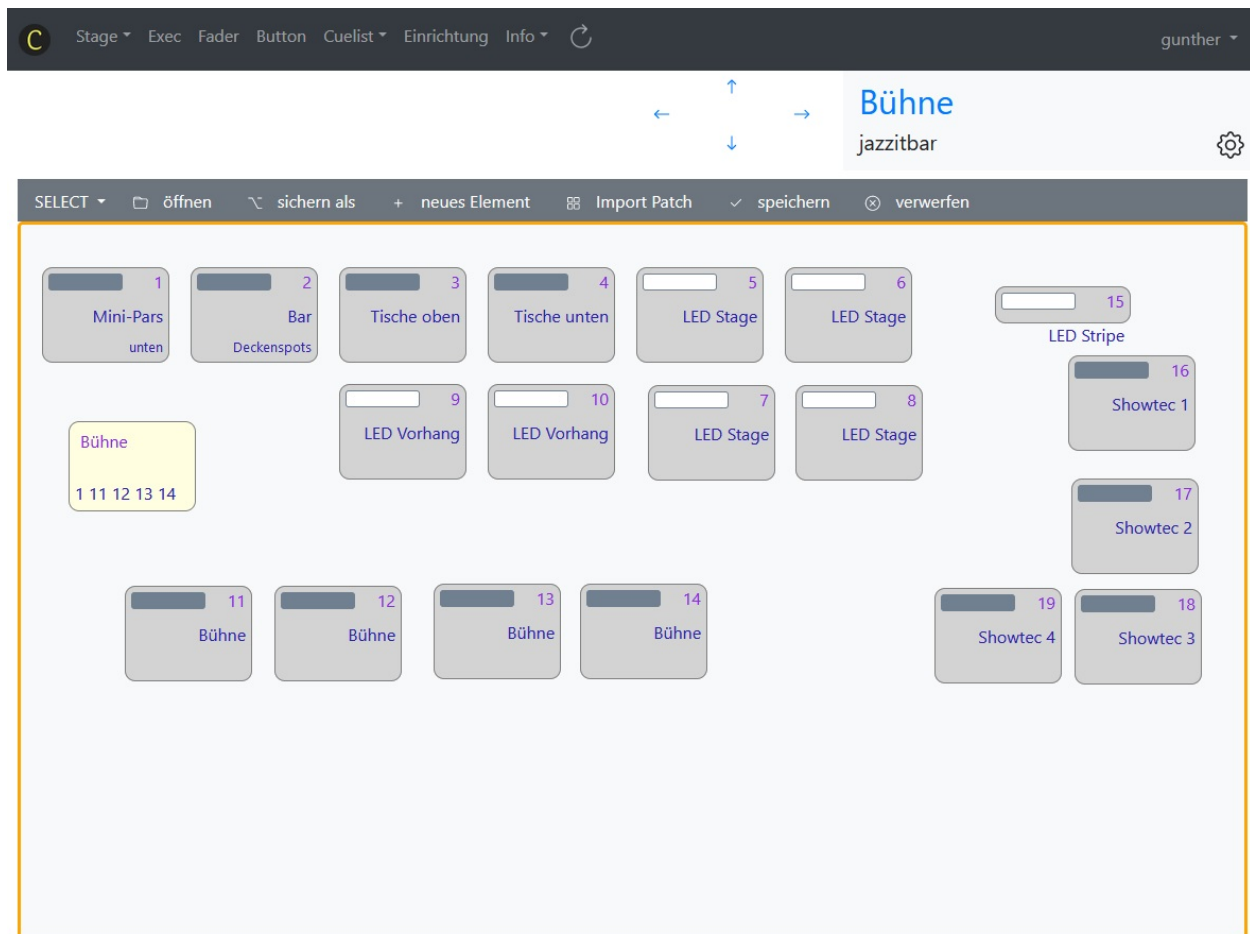 C Stage Exec Fader Button Cuelist Einrichtung Info gunther
Bühne
jazzitbar
SELECT öffnen sichern als + neues Element Import Patch speichern verwerfen
1
Mini-Pars
unten
2
Bar
Deckenspots
3
Tische oben
4
Tische unten
5
LED Stage
6
LED Stage
15
LED Stripe
16
Showtec 1
9
LED Vorhang
10
LED Vorhang
7
LED Stage
8
LED Stage
Bühne
1 11 12 13 14
17
Showtec 2
11
Bühne
12
Bühne
13
Bühne
14
Bühne
19
Showtec 4
18
Showtec 3